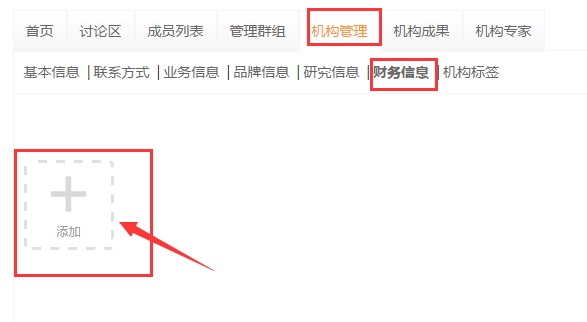 首页 讨论区 成员列表 管理群组 机构管理 机构成果 机构专家
基本信息 | 联系方式 | 业务信息 | 品牌信息 | 研究信息 | 财务信息 | 机构标签
添加